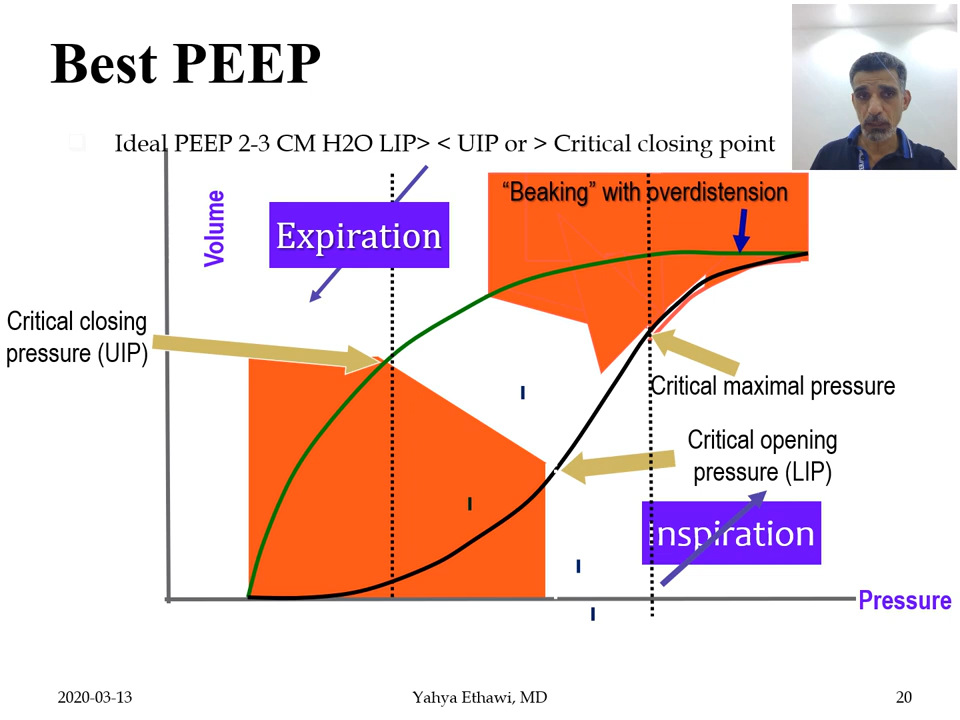 Best PEEP
Ideal PEEP 2-3 CM H2O LIP> < UIP or > Critical closing point
"Beaking" with overdistension
Volume
Expiration
Critical closing
pressure (UIP)
Critical maximal pressure
Critical opening
pressure (LIP)
Inspiration
Pressure
2020-03-13
Yahya Ethawi, MD
20